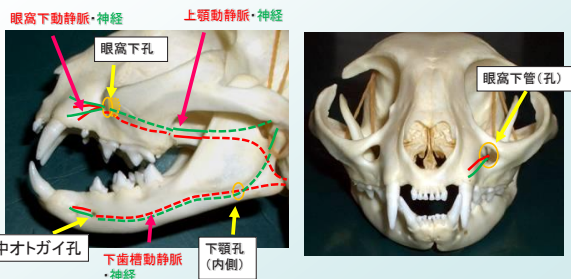 眼窩下動静脈・神経
上顎動静脈・神経
眼窩下孔
眼窩下管(孔)
中オトガイ孔
下歯槽動静脈
・神経
下顎孔
(内側)